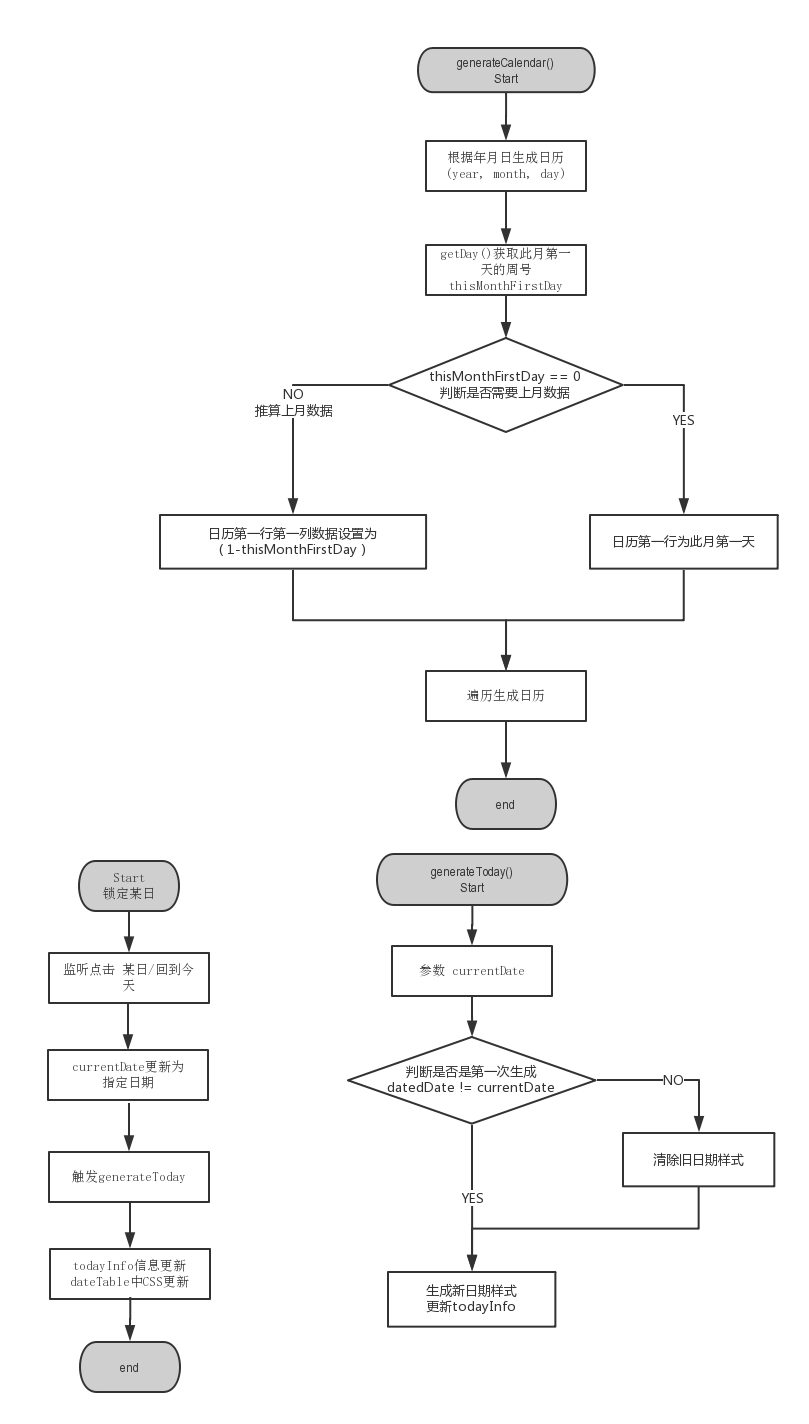 generateCalendar()
Start
根据年月日生成日历
(year, month, day)
getDay()获取此月第一
天的周号
thisMonthFirstDay
thisMonthFirstDay == 0
判断是否需要上月数据
NO
推算上月数据
YES
日历第一行第一列数据设置为
( 1-thisMonthFirstDay )
日历第一行为此月第一天
遍历生成日历
end
Start
锁定某日
监听点击 某日/回到今
天
currentDate更新为
指定日期
触发generateToday
todayInfo信息更新
dateTable中CSS更新
end
generateToday()
Start
参数 currentDate
判断是否是第一次生成
datedDate != currentDate
NO
清除旧日期样式
YES
生成新日期样式
更新todayInfo